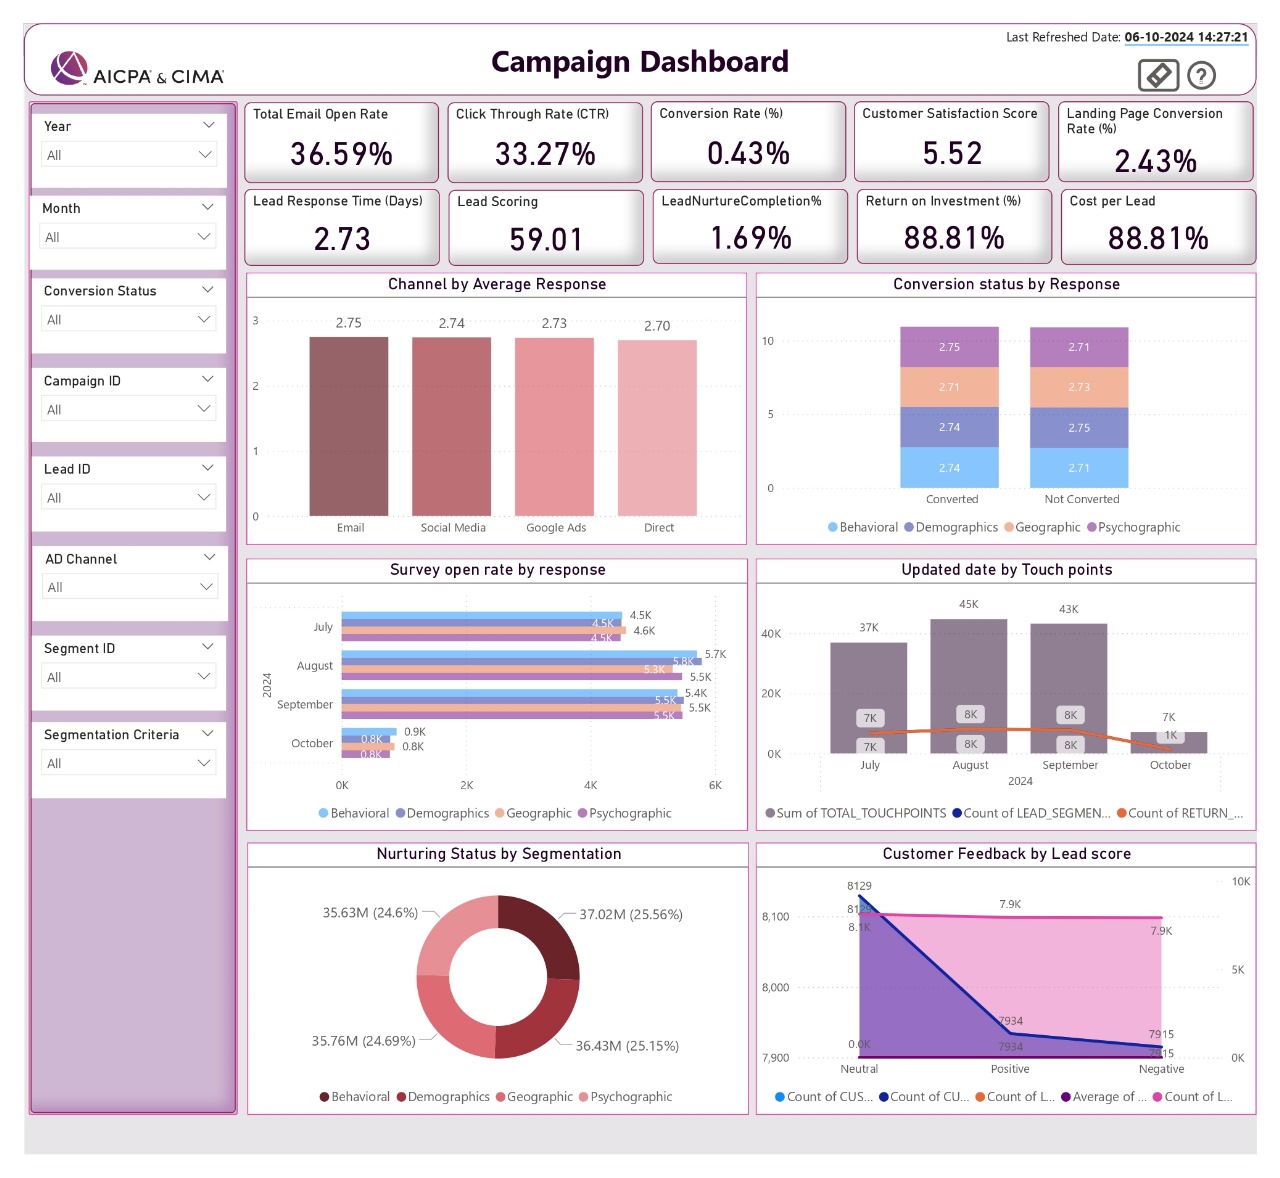 Last Refreshed Date: 06-10-2024 14:27:21
AICPA & CIMA
Campaign Dashboard
Year
All
Month
All
Conversion Status
All
Campaign ID
All
Lead ID
All
AD Channel
All
Segment ID
All
Segmentation Criteria
All
Total Email Open Rate
36.59%
Click Through Rate (CTR)
33.27%
Conversion Rate (%)
0.43%
Customer Satisfaction Score
5.52
Landing Page Conversion
Rate (%)
2.43%
Lead Response Time (Days)
2.73
Lead Scoring
59.01
LeadNurtureCompletion%
1.69%
Return on Investment (%)
88.81%
Cost per Lead
88.81%
Channel by Average Response
3
2
1
0
2.75 2.74 2.73 2.70
Email Social Media Google Ads Direct
Conversion status by Response
10
5
0
2.75 2.71
2.71 2.73
2.74 2.75
2.74 2.71
Converted Not Converted
Behavioral Demographics Geographic Psychographic
Survey open rate by response
2024
July
4.5K
4.5K
4.6K
4.5K
August
5.7K
5.8K
5.3K
5.5K
September
5.4K
5.5K
5.5K
5.5K
October
0.9K
0.8K
0.8K
0.8K
0K 2K 4K 6K
Behavioral Demographics Geographic Psychographic
Updated date by Touch points
40K
20K
0K
37K 45K 43K 7K
7K 8K 8K 1K
7K 8K 8K
July August September October
2024
Sum of TOTAL_TOUCHPOINTS Count of LEAD_SEGMEN... Count of RETURN_...
Nurturing Status by Segmentation
35.63M (24.6%) 37.02M (25.56%)
35.76M (24.69%) 36.43M (25.15%)
Behavioral Demographics Geographic Psychographic
Customer Feedback by Lead score
8,100
8,000
7,900
10K
5K
0K
8129
8.1K
7.9K
7.9K
7934
7934
7915
0.0K
Neutral Positive Negative
Count of CUS... Count of CU... Count of L... Average of ... Count of L...